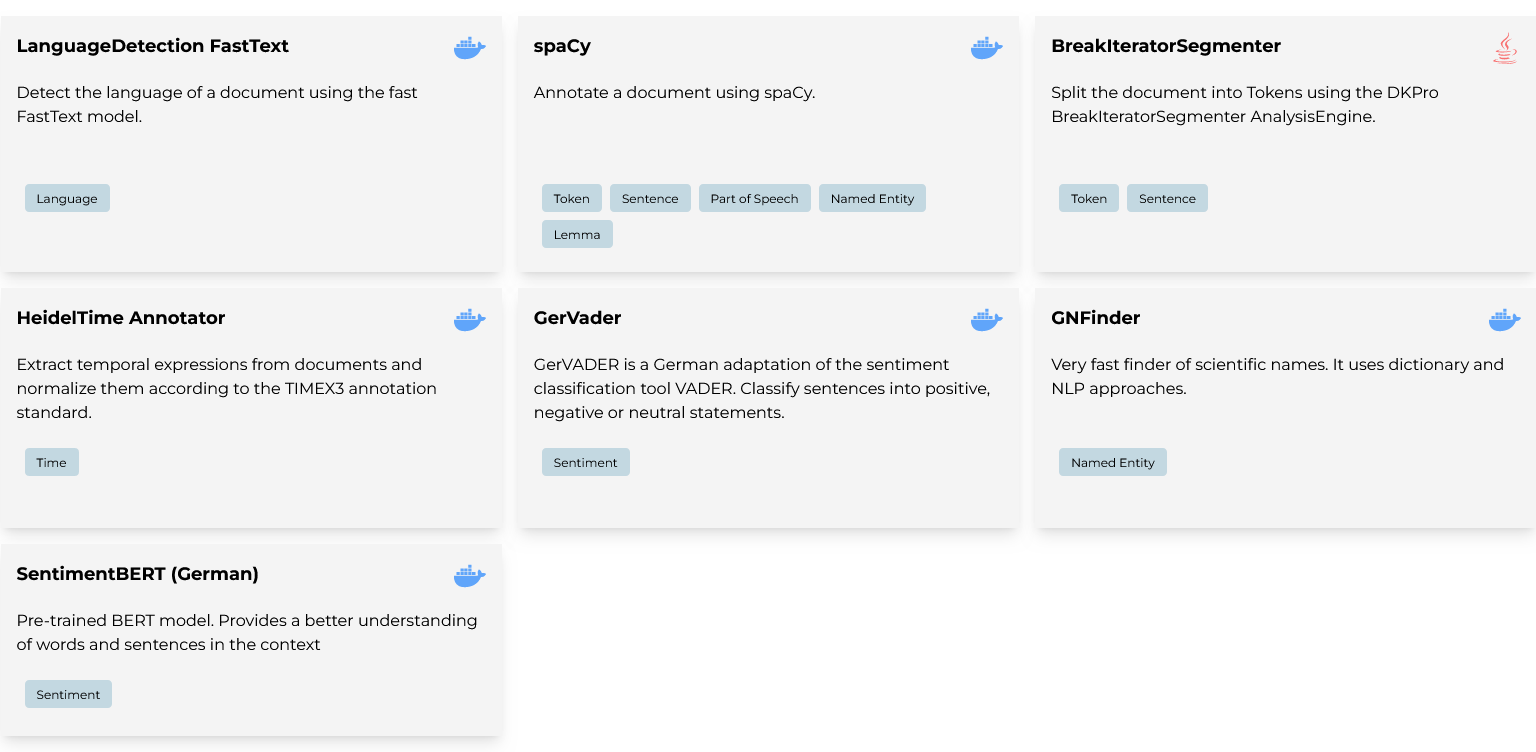 LanguageDetection FastText
Detect the language of a document using the fast
FastText model.
Language
spaCy
Annotate a document using spaCy.
Token Sentence Part of Speech Named Entity
Lemma
BreakIteratorSegmenter
Split the document into Tokens using the DKPro
BreakIteratorSegmenter AnalysisEngine.
Token Sentence
HeidelTime Annotator
Extract temporal expressions from documents and
normalize them according to the TIMEX3 annotation
standard.
Time
GerVader
GerVADER is a German adaptation of the sentiment
classification tool VADER. Classify sentences into positive,
negative or neutral statements.
Sentiment
GNFinder
Very fast finder of scientific names. It uses dictionary and
NLP approaches.
Named Entity
SentimentBERT (German)
Pre-trained BERT model. Provides a better understanding
of words and sentences in the context
Sentiment